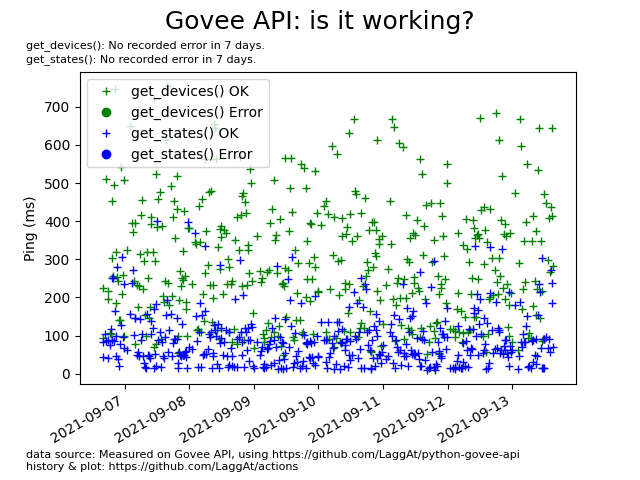 Govee API: is it working?
get_devices(): No recorded error in 7 days.
get_states(): No recorded error in 7 days.
get_devices() OK
get_devices() Error
get_states() OK
get_states() Error
Ping (ms)
700
600
500
400
300
200
100
0
2021-09-07
2021-09-08
2021-09-09
2021-09-10
2021-09-11
2021-09-12
2021-09-13
data source: Measured on Govee API, using https://github.com/LaggAt/python-govee-api
history & plot: https://github.com/LaggAt/actions